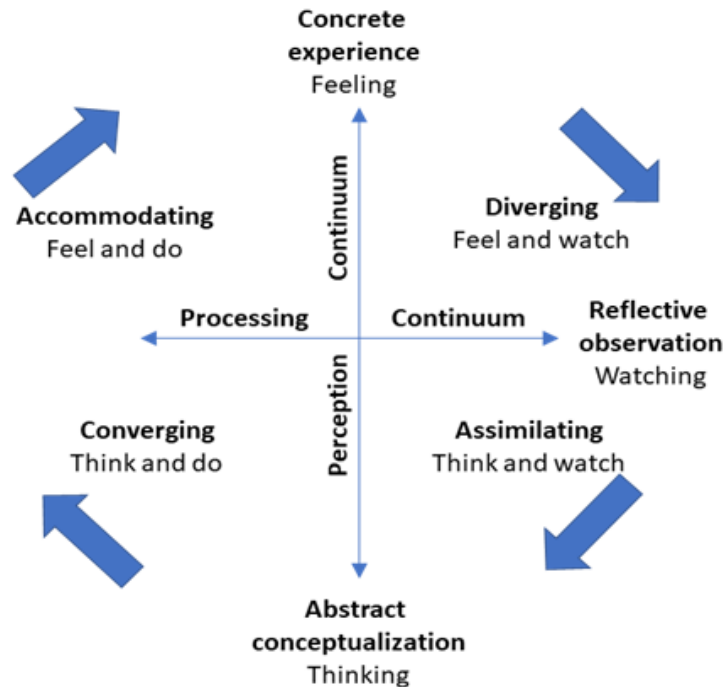 Concrete
experience
Feeling
Accommodating
Feel and do
Diverging
Feel and watch
Continuum
Processing
Continuum
Reflective
observation
Watching
Perception
Converging
Think and do
Assimilating
Think and watch
Abstract
conceptualization
Thinking